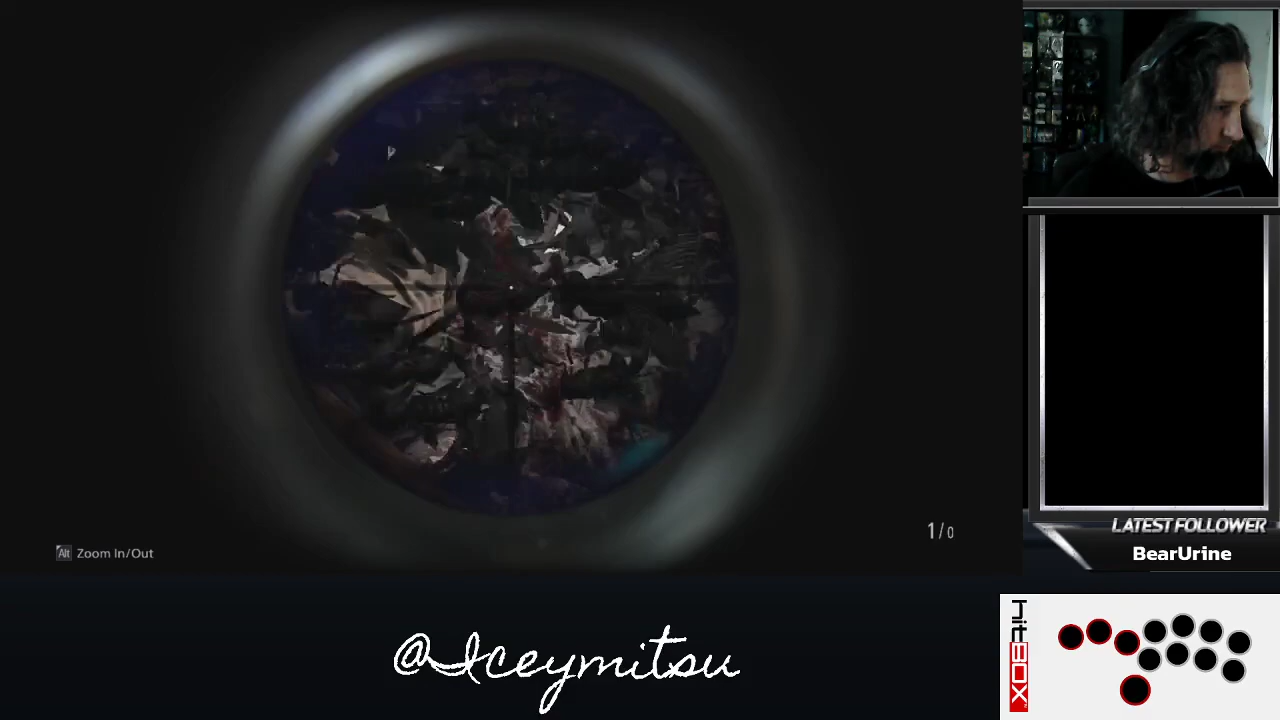 1/0
Alt Zoom In/Out
LATEST FOLLOWER
BearUrine
@Iceymitsu
hitBOX